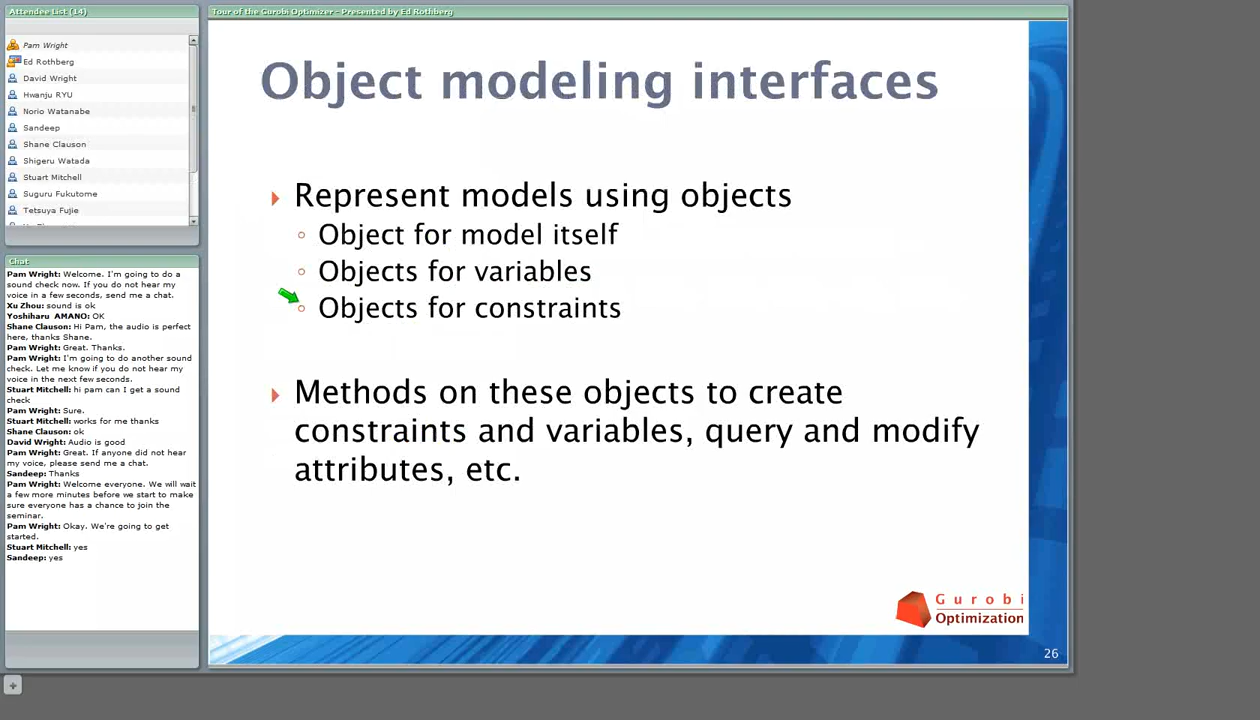 Attendee List (14)
Pam Wright
Ed Rothberg
David Wright
Hwanju RYU
Norio Watanabe
Sandeep
Shane Clauson
Shigeru Watada
Stuart Mitchell
Suguru Fukutome
Tetsuya Fujie
Chat
Pam Wright: Welcome. I'm going to do a
sound check now. If you do not hear my
voice in a few seconds, send me a chat.
Xu Zhou: sound is ok
Yoshiharu AMANO: OK
Shane Clauson: Hi Pam, the audio is perfect
here, thanks Shane.
Pam Wright: Great. Thanks.
Pam Wright: I'm going to do another sound
check. Let me know if you do not hear my
voice in the next few seconds.
Stuart Mitchell: hi pam can I get a sound
check
Pam Wright: Sure.
Stuart Mitchell: works for me thanks
Shane Clauson: ok
David Wright: Audio is good
Pam Wright: Great. If anyone did not hear
my voice, please send me a chat.
Sandeep: Thanks
Pam Wright: Welcome everyone. We will wait
a few more minutes before we start to make
sure everyone has a chance to join the
seminar.
Pam Wright: Okay. We're going to get
started.
Stuart Mitchell: yes
Sandeep: yes
Tour of the Gurobi Optimizer - Presented by Ed Rothberg
Object modeling interfaces
Represent models using objects
Object for model itself
Objects for variables
Objects for constraints
Methods on these objects to create
constraints and variables, query and modify
attributes, etc.
Gurobi
Optimization
26